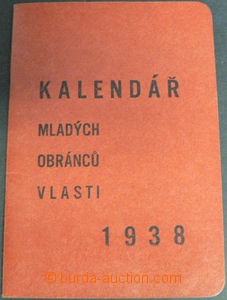 KALENDÁŘ
MLADÝCH
OBRÁNCŮ
VLASTI
1938
© burda-auction.com